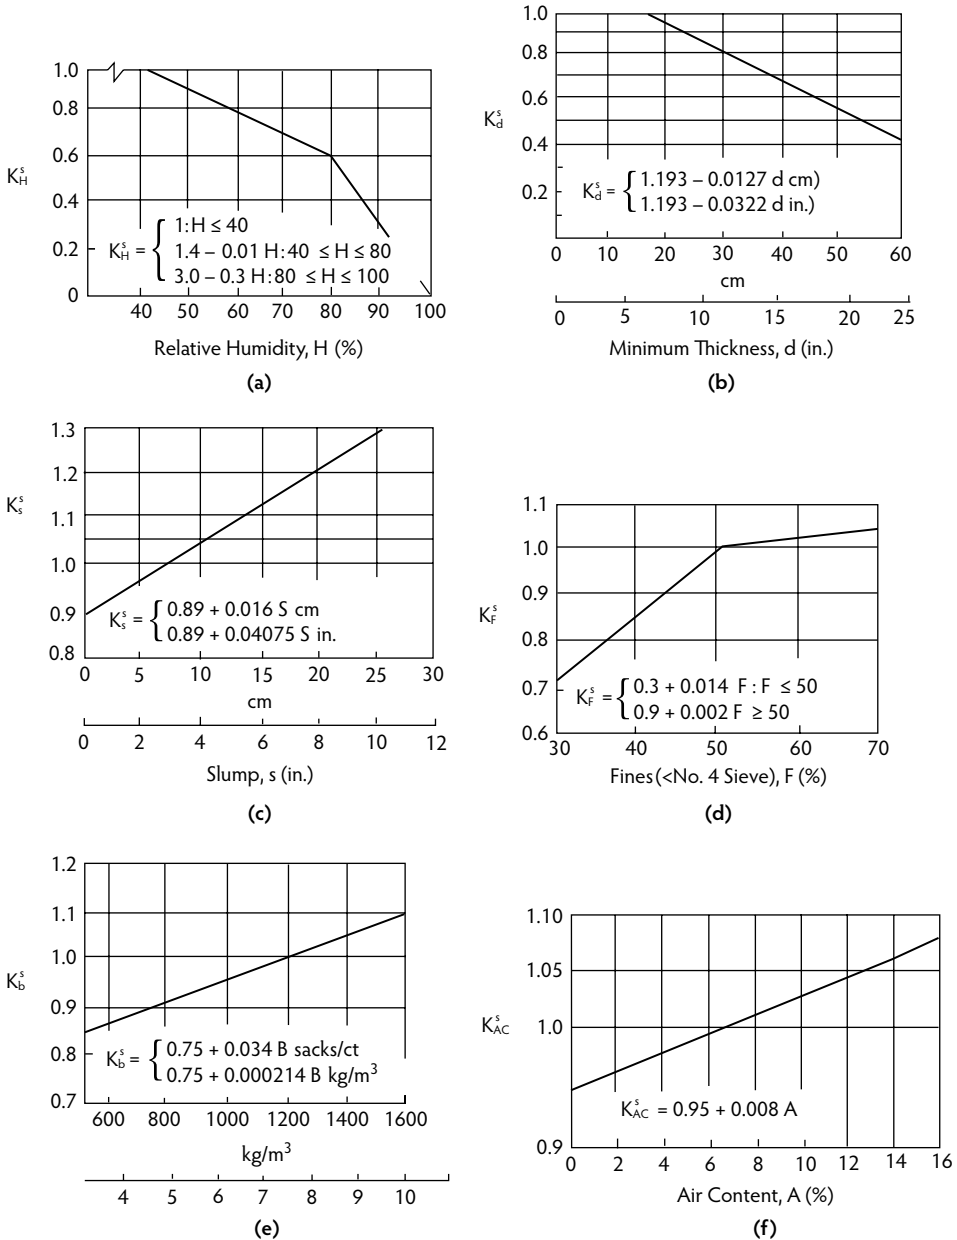 1.0
0.8
0.6
0.4
0.2
0
K^s_H
K^s_H = { 1:H ≤ 40
1.4 – 0.01 H:40 ≤ H ≤ 80
3.0 – 0.3 H:80 ≤ H ≤ 100
40 50 60 70 80 90 100
Relative Humidity, H (%)
(a)
1.0
0.8
0.6
0.4
0.2
K^s_d
K^s_d = { 1.193 – 0.0127 d cm)
1.193 – 0.0322 d in.)
0 10 20 30 40 50 60
cm
0 5 10 15 20 25
Minimum Thickness, d (in.)
(b)
1.3
1.2
1.1
1.0
0.9
0.8
K^s_s
K^s_s = { 0.89 + 0.016 S cm
0.89 + 0.04075 S in.
0 5 10 15 20 25 30
cm
0 2 4 6 8 10 12
Slump, s (in.)
(c)
1.1
1.0
0.9
0.8
0.7
0.6
K^s_F
K^s_F = { 0.3 + 0.014 F : F ≤ 50
0.9 + 0.002 F ≥ 50
30 40 50 60 70
Fines (<No. 4 Sieve), F (%)
(d)
1.2
1.1
1.0
0.9
0.8
0.7
K^s_b
K^s_b = { 0.75 + 0.034 B sacks/ct
0.75 + 0.000214 B kg/m³
600 800 1000 1200 1400 1600
kg/m³
4 5 6 7 8 9 10
(e)
1.10
1.05
1.0
0.9
K^s_AC
K^s_AC = 0.95 + 0.008 A
0 2 4 6 8 10 12 14 16
Air Content, A (%)
(f)